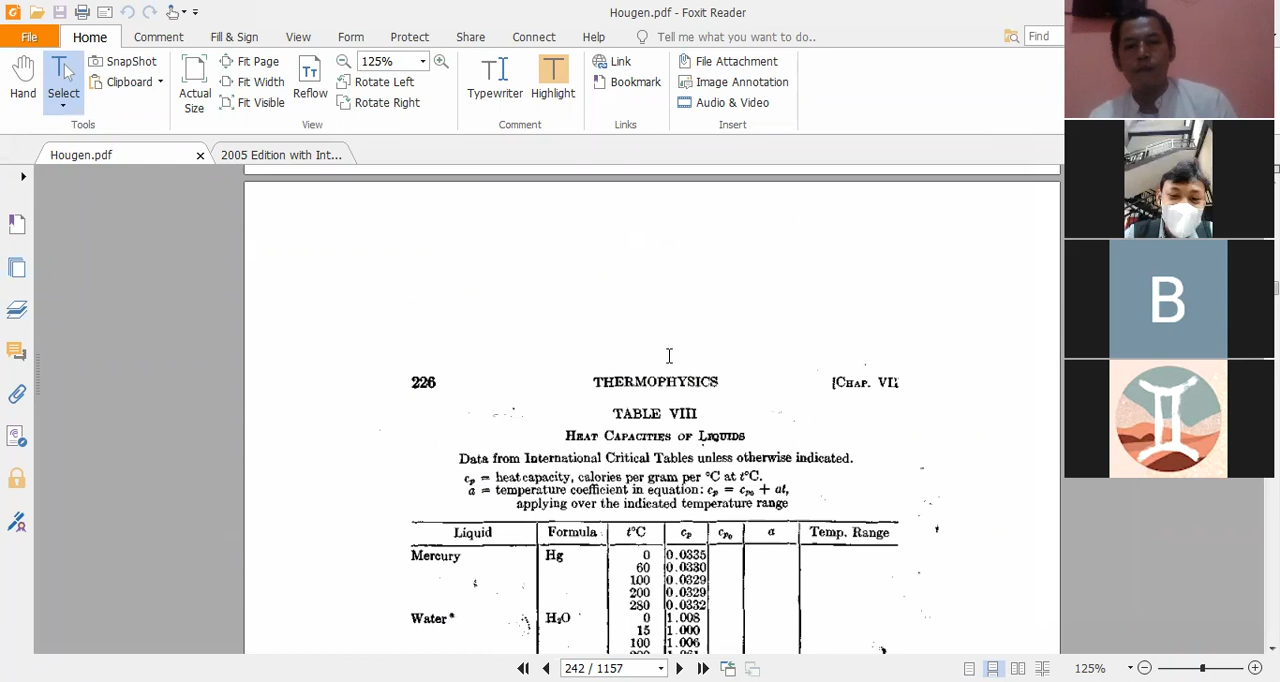 Hougen.pdf - Foxit Reader
File Home Comment Fill & Sign View Form Protect Share Connect Help Tell me what you want to do.. Find
Hand
Select
SnapShot
Clipboard
Tools
Actual Size
Fit Page
Fit Width
Fit Visible
Reflow
125%
Rotate Left
Rotate Right
View
Typewriter
Highlight
Comment
Link
Bookmark
Links
File Attachment
Image Annotation
Audio & Video
Insert
Hougen.pdf 2005 Edition with Int...
B
226 THERMOPHYSICS [CHAP. VII
TABLE VIII
HEAT CAPACITIES OF LIQUIDS
Data from International Critical Tables unless otherwise indicated.
cₚ = heat capacity, calories per gram per °C at t°C.
a = temperature coefficient in equation: cₚ = cₚ₀ + at,
applying over the indicated temperature range
Liquid Formula t°C cₚ cₚ₀ a Temp. Range
Mercury Hg 0 0.0335
60 0.0330
100 0.0329
200 0.0329
280 0.0332
Water* H₂O 0 1.008
15 1.000
100 1.006
242 / 1157
125%